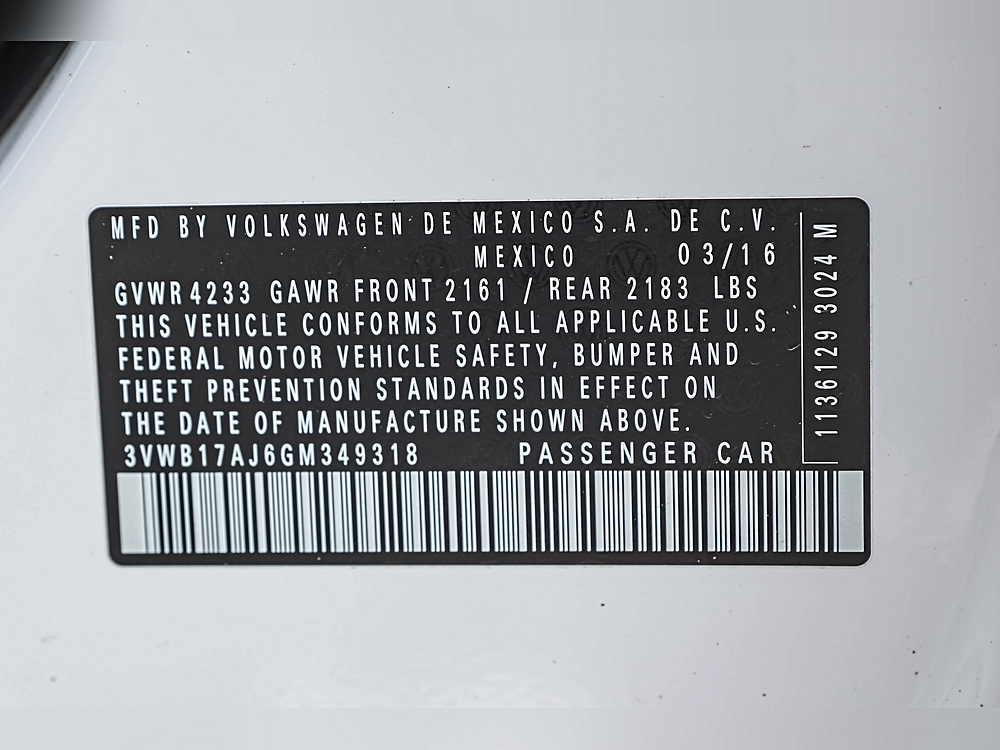 MFD BY VOLKSWAGEN DE MEXICO S.A. DE C.V.
MEXICO 03/16
GVWR 4233 GAWR FRONT 2161 / REAR 2183 LBS
THIS VEHICLE CONFORMS TO ALL APPLICABLE U.S.
FEDERAL MOTOR VEHICLE SAFETY, BUMPER AND
THEFT PREVENTION STANDARDS IN EFFECT ON
THE DATE OF MANUFACTURE SHOWN ABOVE.
3VWB17AJ6GM349318 PASSENGER CAR
1136129 3024 M